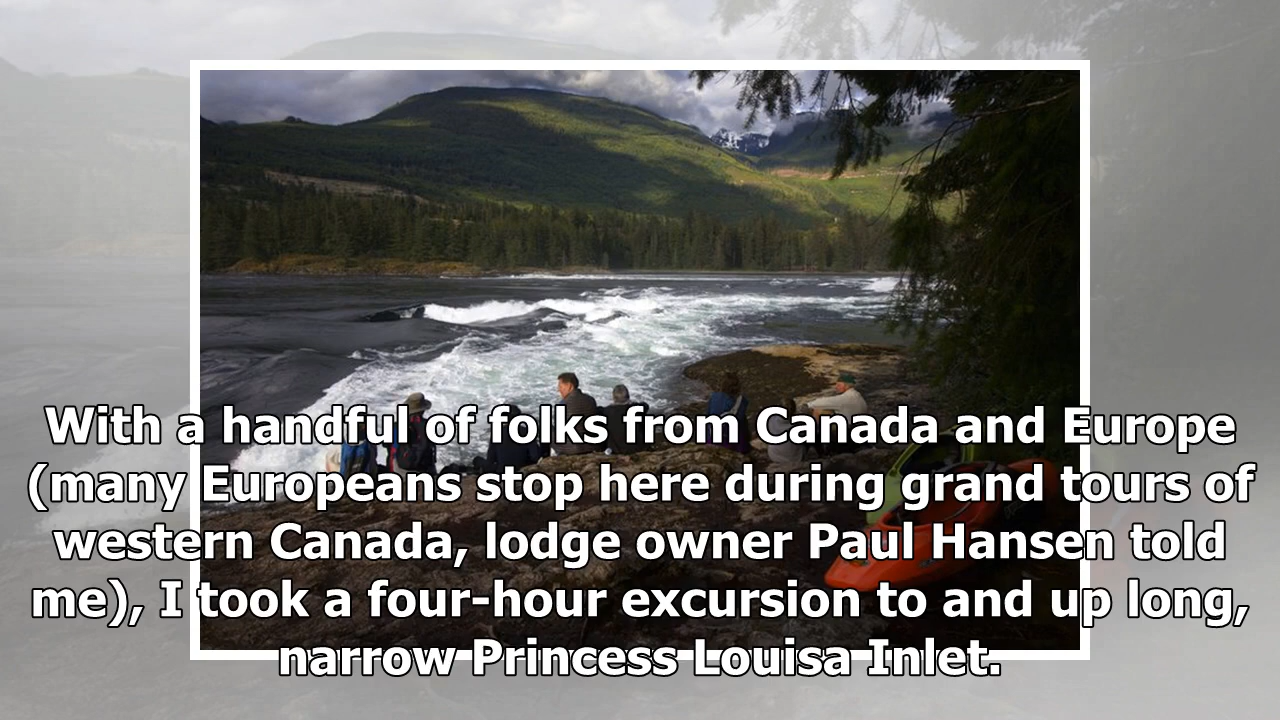 With a handful of folks from Canada and Europe
(many Europeans stop here during grand tours of
western Canada, lodge owner Paul Hansen told
me), I took a four-hour excursion to and up long,
narrow Princess Louisa Inlet.